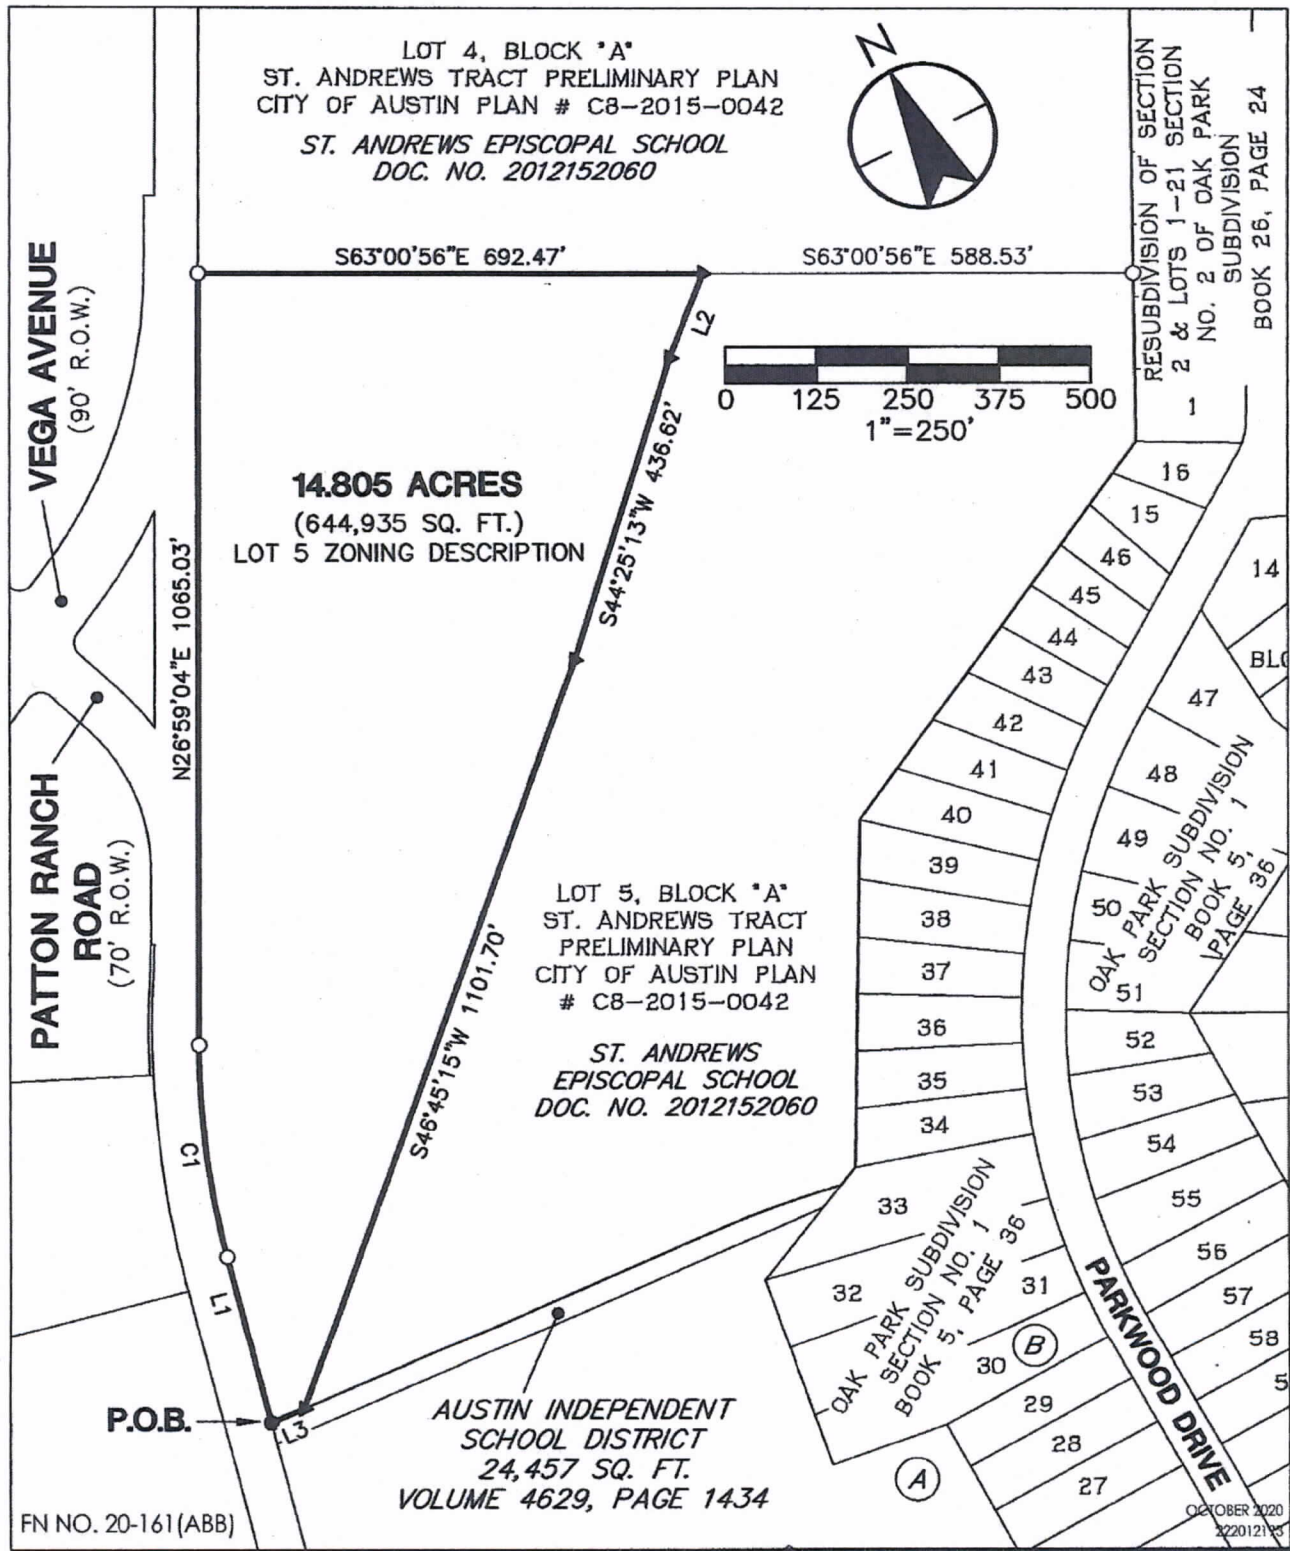 LOT 4, BLOCK "A"
ST. ANDREWS TRACT PRELIMINARY PLAN
CITY OF AUSTIN PLAN # C8-2015-0042
ST. ANDREWS EPISCOPAL SCHOOL
DOC. NO. 2012152060
N
RESUBDIVISION OF SECTION
2 & LOTS 1-21 SECTION
NO. 2 OF OAK PARK
SUBDIVISION
BOOK 26, PAGE 24
S63°00'56"E 692.47'
S63°00'56"E 588.53'
L2
0 125 250 375 500
1"=250'
VEGA AVENUE
(90' R.O.W.)
14.805 ACRES
(644,935 SQ. FT.)
LOT 5 ZONING DESCRIPTION
S44°25'13"W 436.62'
N26°59'04"E 1065.03'
PATTON RANCH
ROAD
(70' R.O.W.)
S46°45'15"W 1101.70'
LOT 5, BLOCK "A"
ST. ANDREWS TRACT
PRELIMINARY PLAN
CITY OF AUSTIN PLAN
# C8-2015-0042
ST. ANDREWS
EPISCOPAL SCHOOL
DOC. NO. 2012152060
1
16
15
46
45
44
43
42
41
40
39
38
37
36
35
34
33
32
31
30
29
28
27
14
BLO
47
48
49
50
51
52
53
54
55
56
57
58
5
OAK PARK SUBDIVISION
SECTION NO. 1
BOOK 5,
PAGE 36
OAK PARK SUBDIVISION
SECTION NO. 1
BOOK 5, PAGE 36
B
A
PARKWOOD DRIVE
C1
L1
P.O.B.
L3
AUSTIN INDEPENDENT
SCHOOL DISTRICT
24,457 SQ. FT.
VOLUME 4629, PAGE 1434
FN NO. 20-161(ABB)
OCTOBER 2020